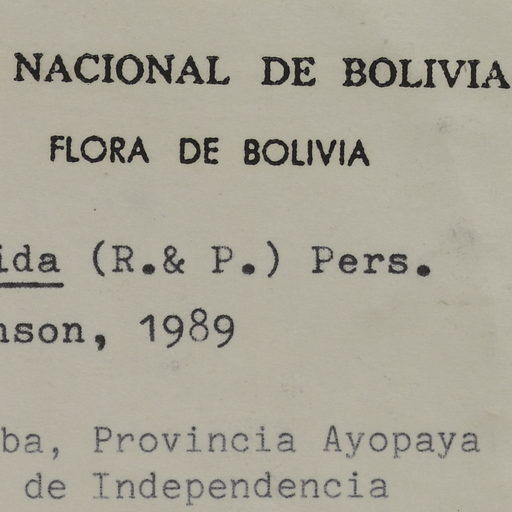 NACIONAL DE BOLIVIA
FLORA DE BOLIVIA
ida (R.& P.) Pers.
nson, 1989
ba, Provincia Ayopaya
de Independencia